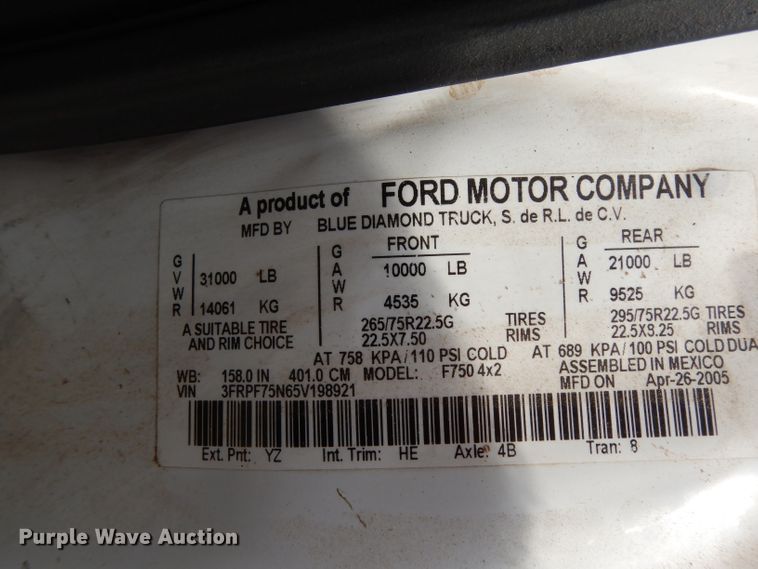 A product of FORD MOTOR COMPANY
MFD BY BLUE DIAMOND TRUCK, S. de R.L. de C.V.
GVWR 31000 LB 14061 KG
GAWR FRONT 10000 LB 4535 KG
GAWR REAR 21000 LB 9525 KG
A SUITABLE TIRE AND RIM CHOICE
265/75R22.5G TIRES 295/75R22.5G TIRES
22.5X7.50 RIMS 22.5X8.25 RIMS
AT 758 KPA/110 PSI COLD AT 689 KPA/100 PSI COLD DUA
WB: 158.0 IN 401.0 CM MODEL: F750 4x2 ASSEMBLED IN MEXICO
VIN 3FRPF75N65V198921 MFD ON Apr-26-2005
Ext. Pnt: YZ Int. Trim: HE Axle: 4B Tran: 8
Purple Wave Auction